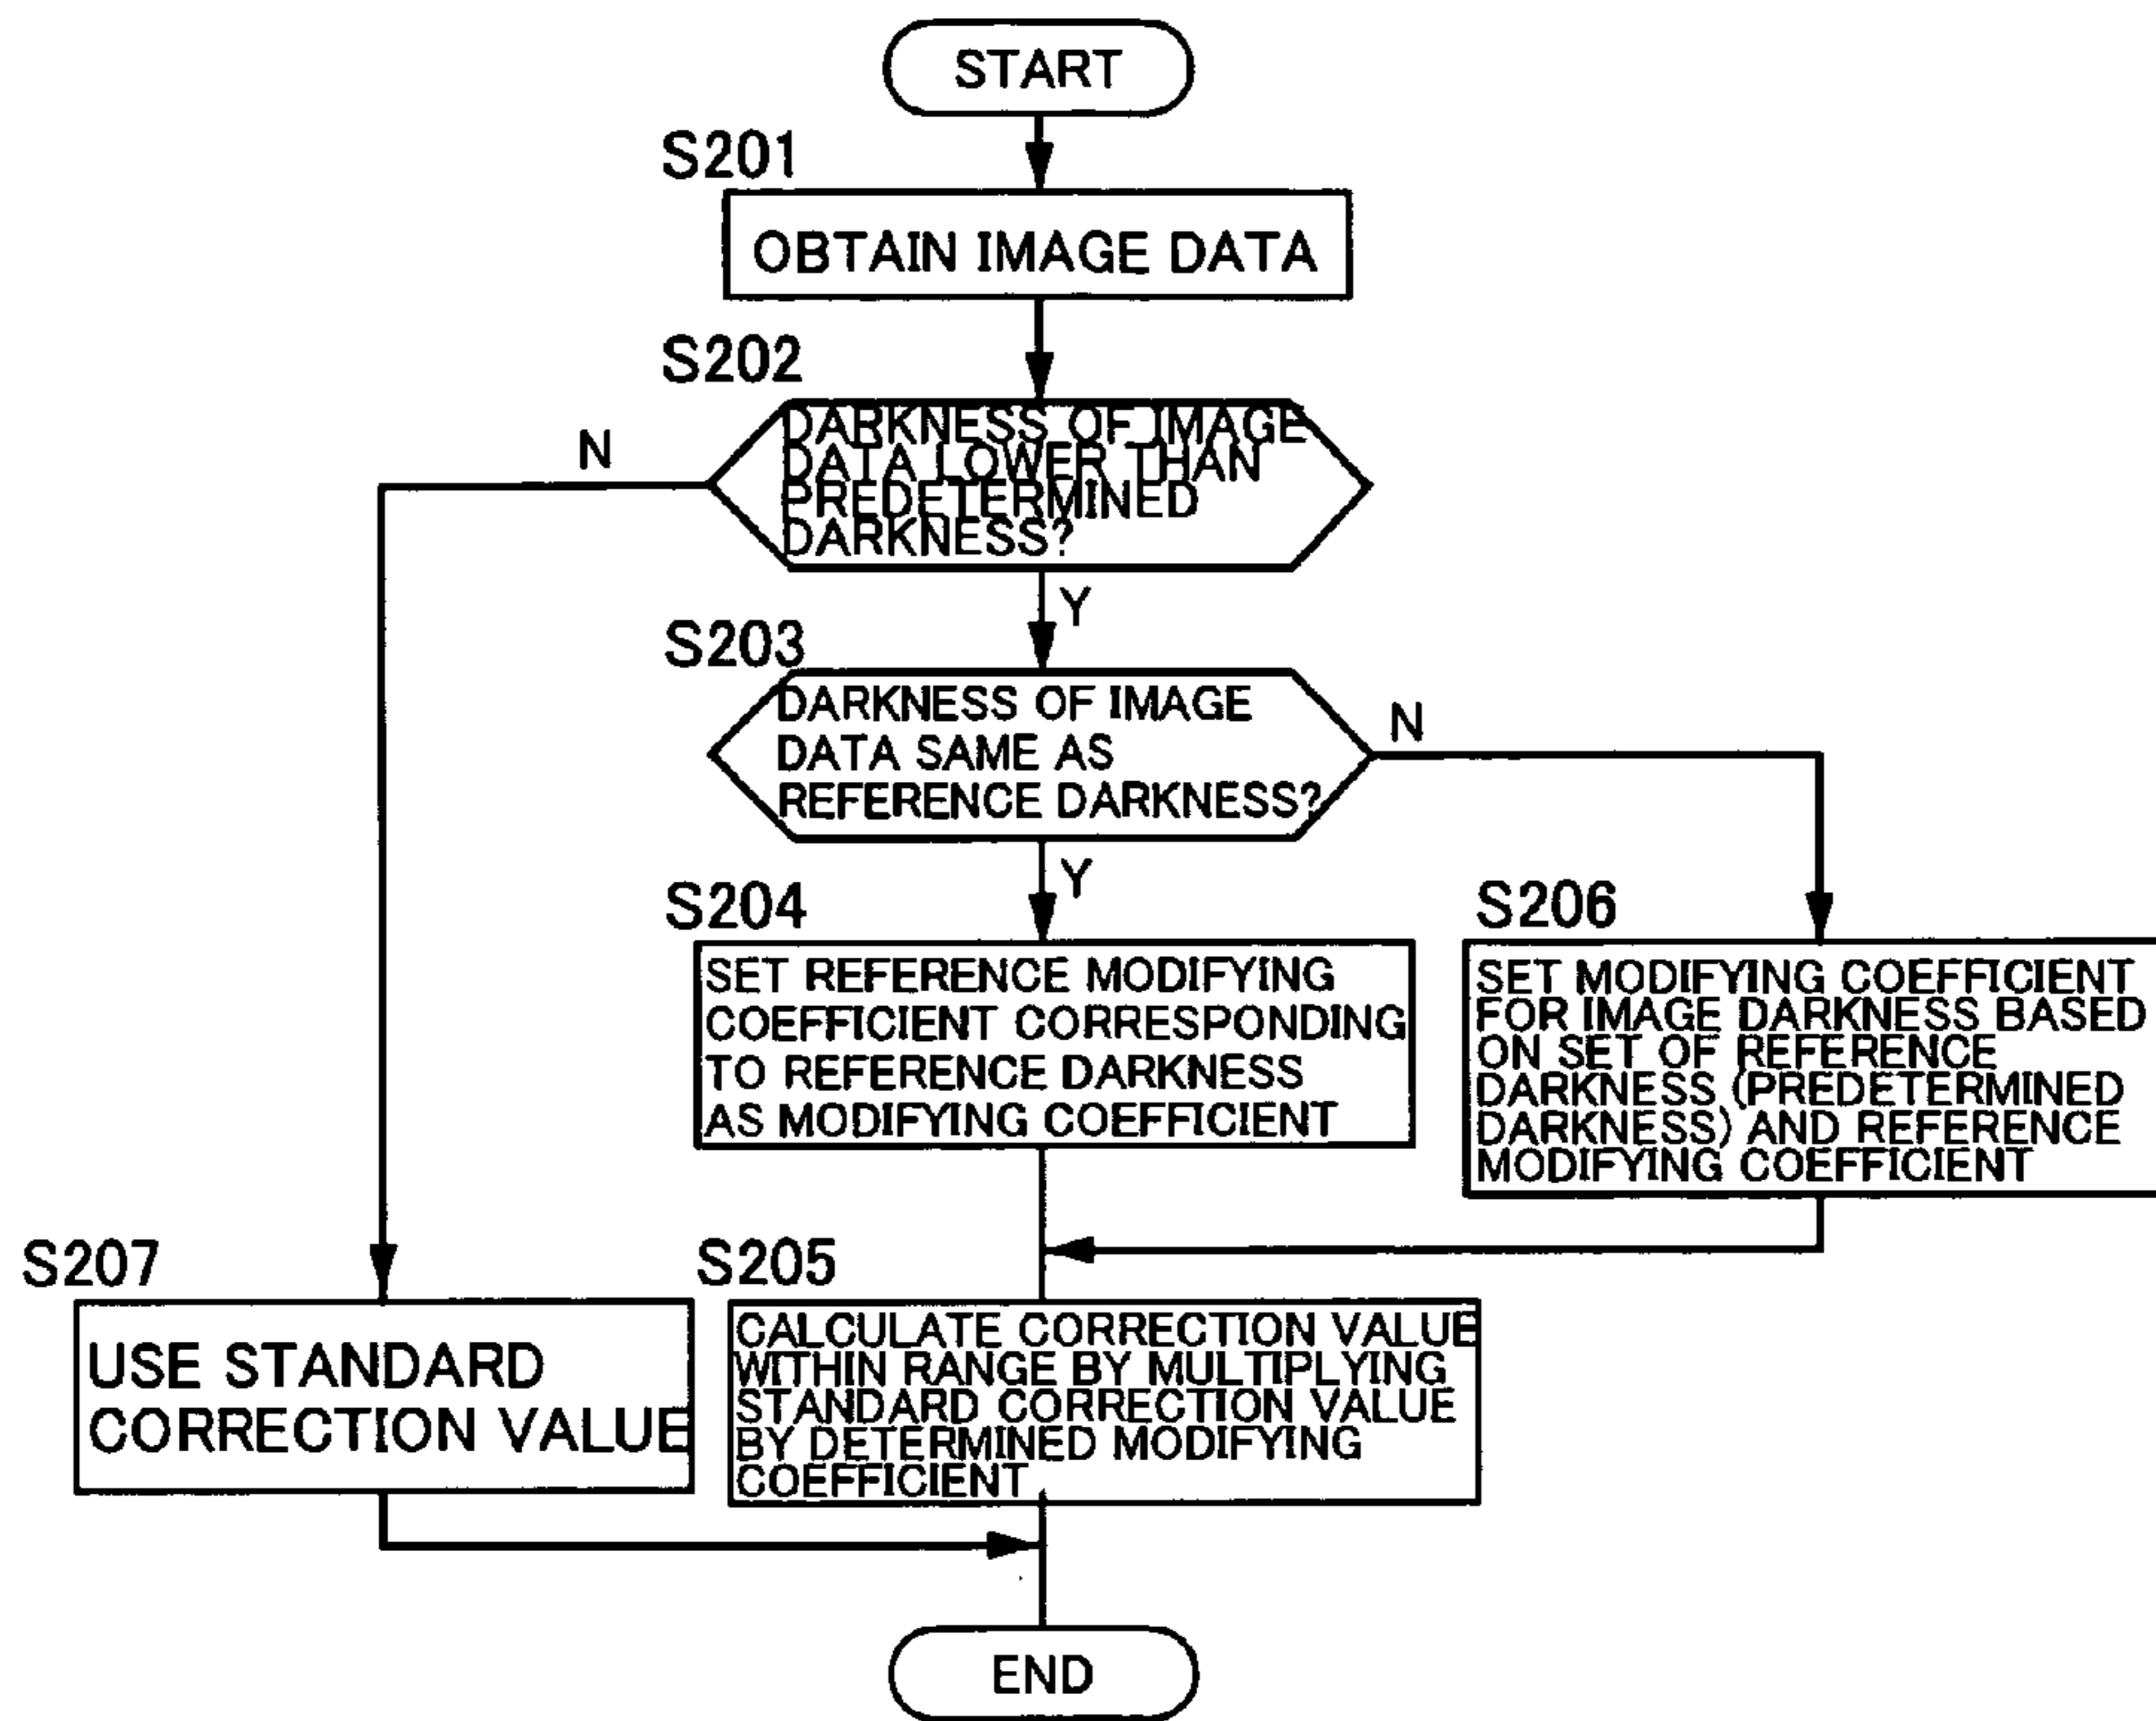 START
S201
OBTAIN IMAGE DATA
S202
DARKNESS OF IMAGE
DATA LOWER THAN
PREDETERMINED
DARKNESS?
N
Y
S203
DARKNESS OF IMAGE
DATA SAME AS
REFERENCE DARKNESS?
N
Y
S204
SET REFERENCE MODIFYING
COEFFICIENT CORRESPONDING
TO REFERENCE DARKNESS
AS MODIFYING COEFFICIENT
S206
SET MODIFYING COEFFICIENT
FOR IMAGE DARKNESS BASED
ON SET OF REFERENCE
DARKNESS (PREDETERMINED
DARKNESS) AND REFERENCE
MODIFYING COEFFICIENT
S207
USE STANDARD
CORRECTION VALUE
S205
CALCULATE CORRECTION VALUE
WITHIN RANGE BY MULTIPLYING
STANDARD CORRECTION VALUE
BY DETERMINED MODIFYING
COEFFICIENT
END